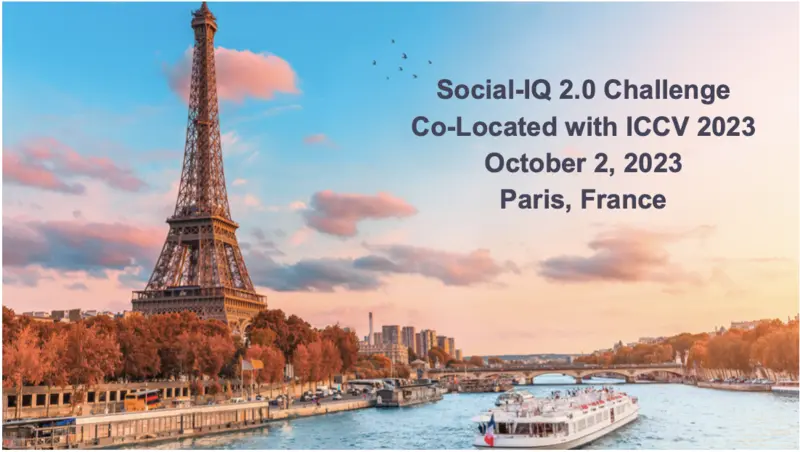 Social-IQ 2.0 Challenge
Co-Located with ICCV 2023
October 2, 2023
Paris, France